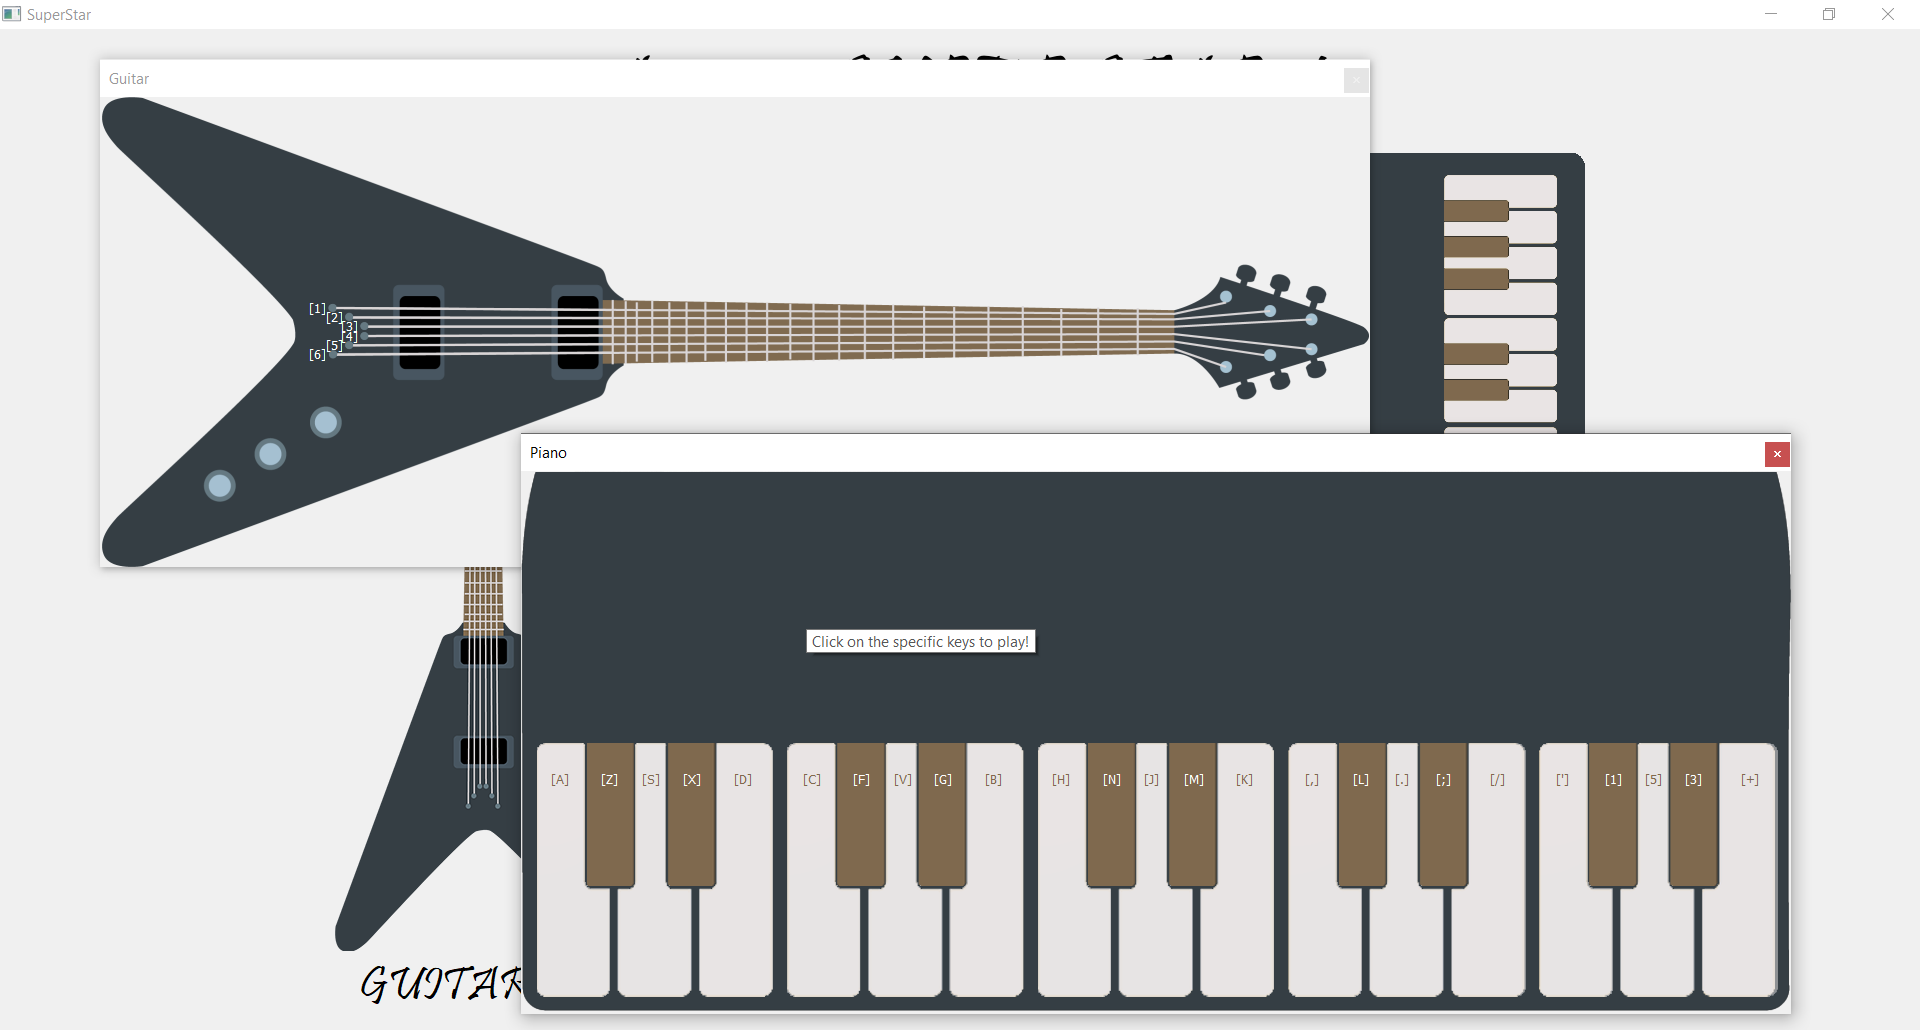 SuperStar
Guitar
[1]
[2]
[3]
[4]
[5]
[6]
Piano
Click on the specific keys to play!
[A] [Z] [S] [X] [D] [C] [F] [V] [G] [B] [H] [N] [J] [M] [K] [,] [L] [.] [;] [/] ['] [1] [5] [3] [+]
GUITAR